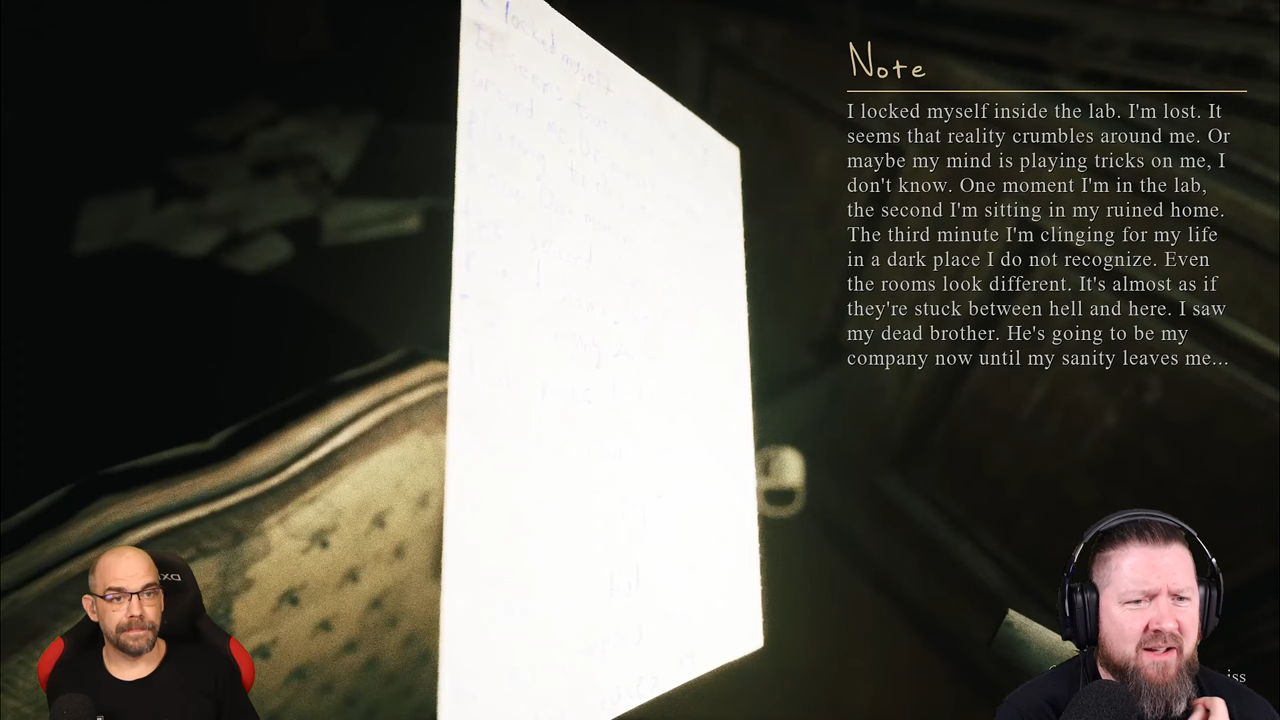 Note
I locked myself inside the lab. I'm lost. It
seems that reality crumbles around me. Or
maybe my mind is playing tricks on me, I
don't know. One moment I'm in the lab,
the second I'm sitting in my ruined home.
The third minute I'm clinging for my life
in a dark place I do not recognize. Even
the rooms look different. It's almost as if
they're stuck between hell and here. I saw
my dead brother. He's going to be my
company now until my sanity leaves me...
locked myself